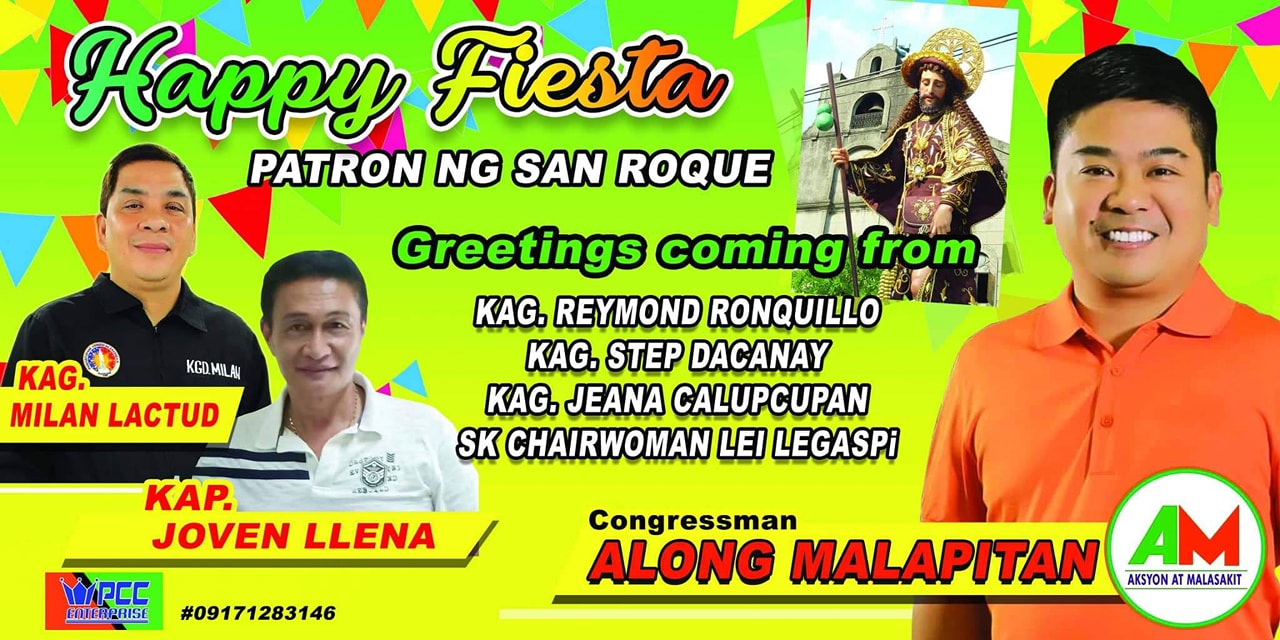 Happy Fiesta
PATRON NG SAN ROQUE
Greetings coming from
KAG. REYMOND RONQUILLO
KAG. STEP DACANAY
KAG. JEANA CALUPCUPAN
SK CHAIRWOMAN LEI LEGASPi
KGD. MILAN
KAG.
MILAN LACTUD
KAP.
JOVEN LLENA
Congressman
ALONG MALAPITAN
AM
AKSYON AT MALASAKIT
PCC
ENTERPRISE
#09171283146